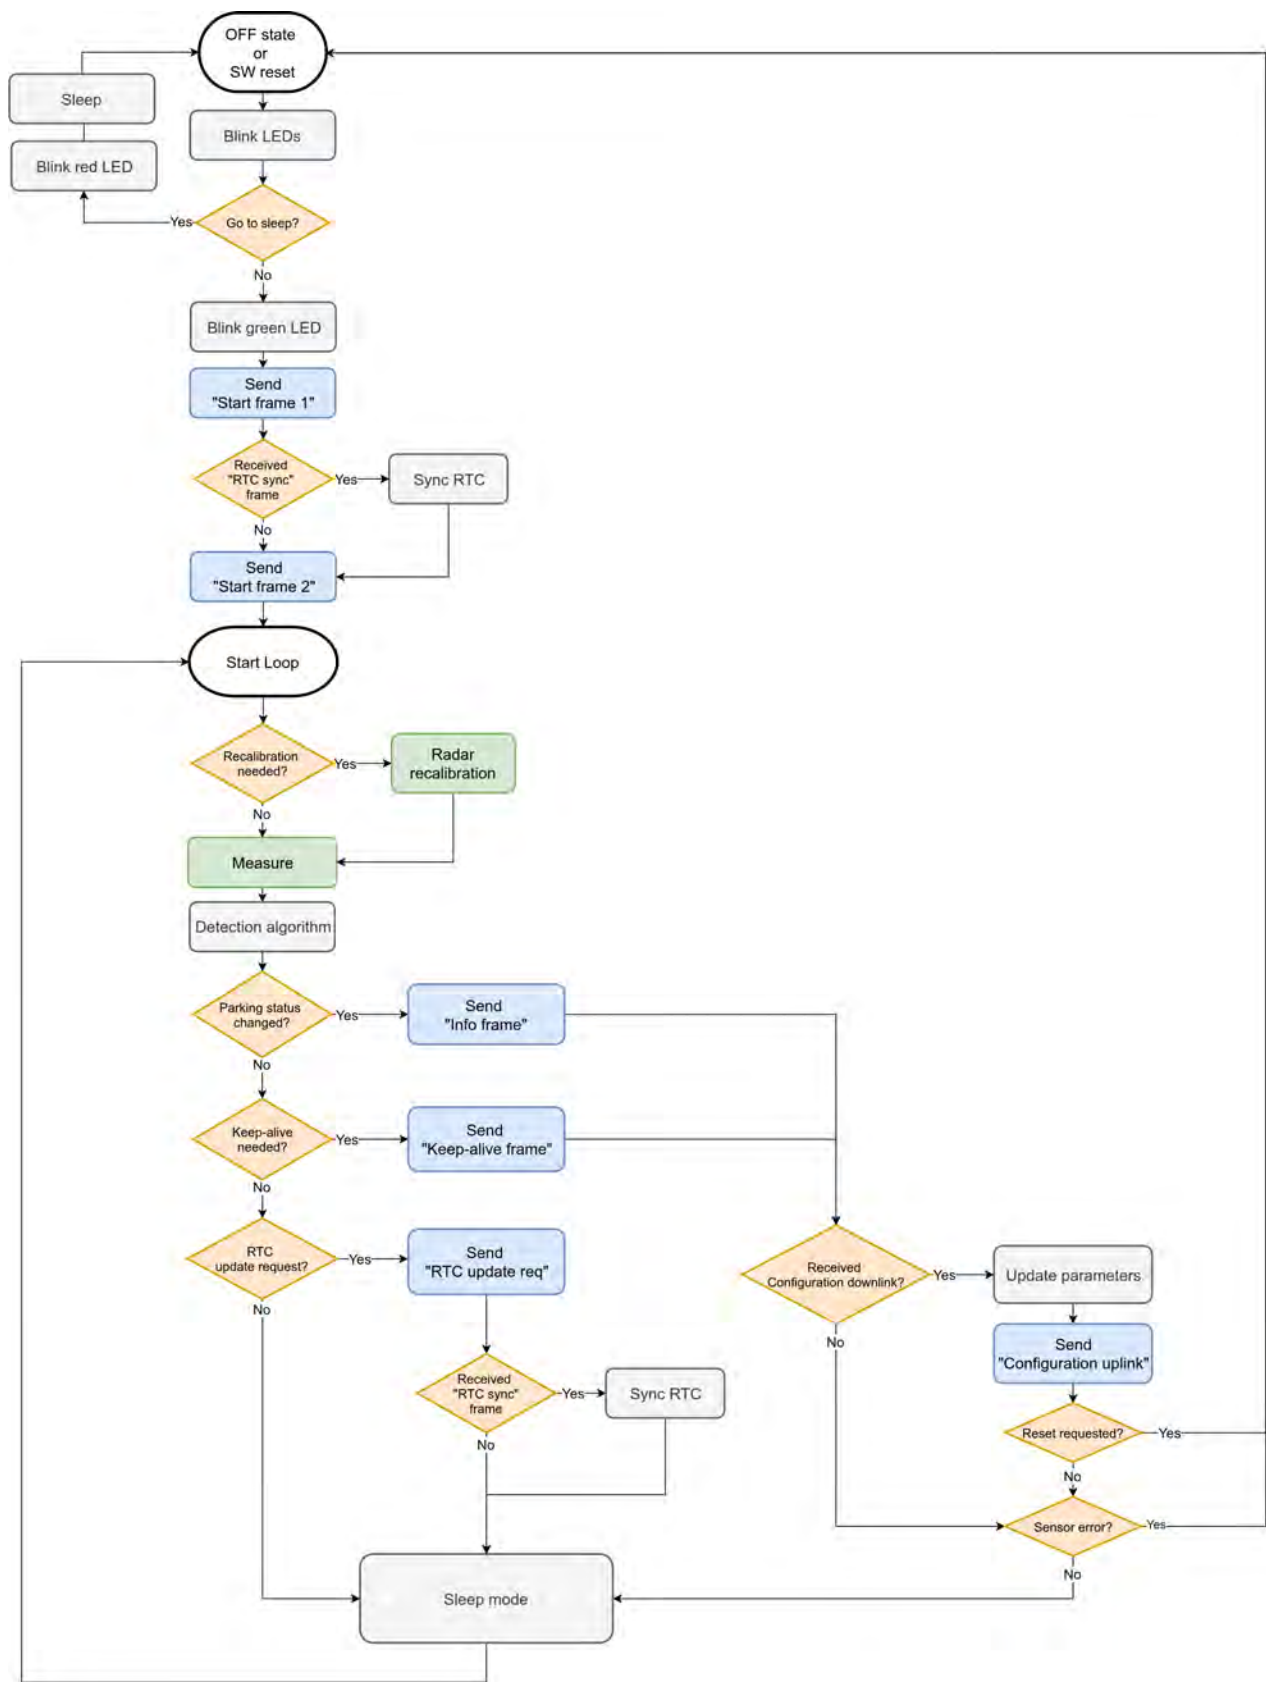 OFF state
or
SW reset
Sleep
Blink LEDs
Blink red LED
Yes
Go to sleep?
No
Blink green LED
Send
"Start frame 1"
Received
"RTC sync"
frame
Yes
Sync RTC
No
Send
"Start frame 2"
Start Loop
Recalibration
needed?
Yes
Radar
recalibration
No
Measure
Detection algorithm
Parking status
changed?
Yes
Send
"Info frame"
No
Keep-alive
needed?
Yes
Send
"Keep-alive frame"
No
RTC
update request?
Yes
Send
"RTC update req"
Received
Configuration downlink?
Yes
Update parameters
No
No
Send
"Configuration uplink"
Received
"RTC sync"
frame
Yes
Sync RTC
Reset requested?
Yes
No
No
Sensor error?
Yes
No
Sleep mode